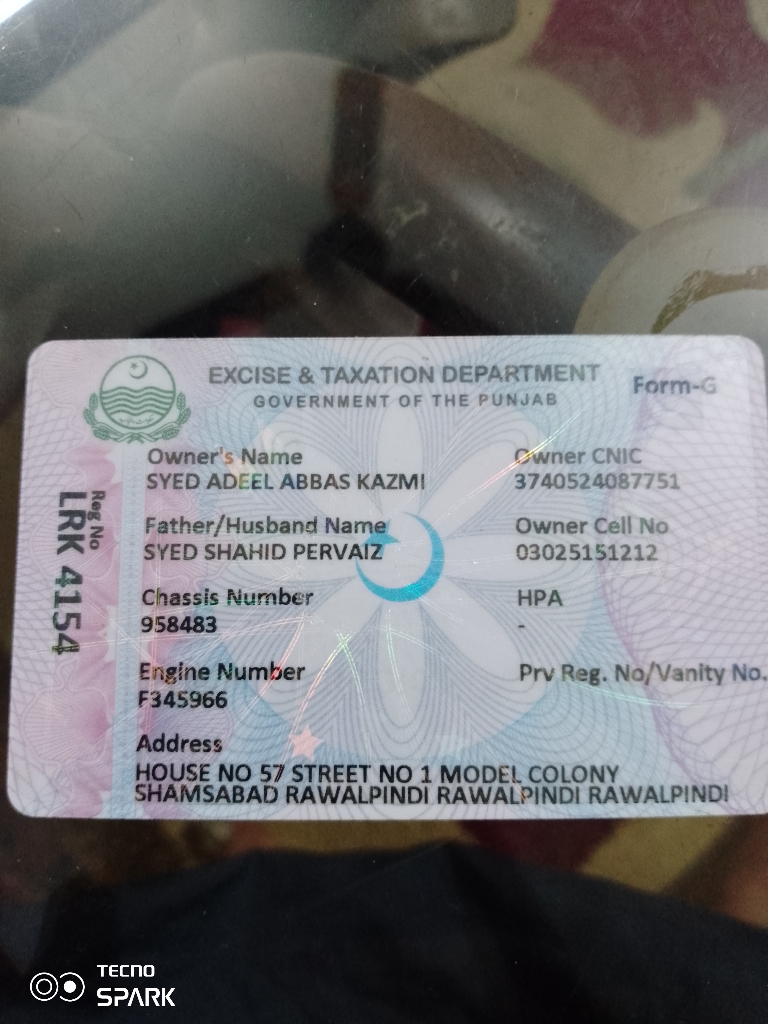 EXCISE & TAXATION DEPARTMENT
GOVERNMENT OF THE PUNJAB
Form-G
Reg No
LRK 4154
Owner's Name
SYED ADEEL ABBAS KAZMI
Owner CNIC
3740524087751
Father/Husband Name
SYED SHAHID PERVAIZ
Owner Cell No
03025151212
Chassis Number
958483
HPA
-
Engine Number
F345966
Prv Reg. No/Vanity No.
Address
HOUSE NO 57 STREET NO 1 MODEL COLONY
SHAMSABAD RAWALPINDI RAWALPINDI RAWALPINDI
TECNO
SPARK